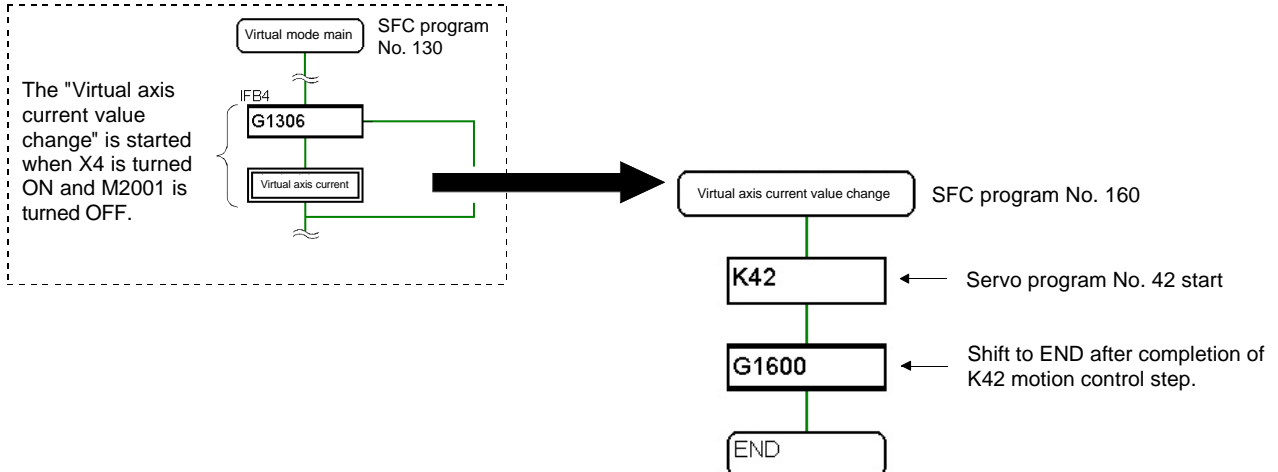 Virtual mode main
SFC program
No. 130
The "Virtual axis
current value
change" is started
when X4 is turned
ON and M2001 is
turned OFF.
IFB4
G1306
Virtual axis current
Virtual axis current value change
SFC program No. 160
K42
Servo program No. 42 start
G1600
Shift to END after completion of
K42 motion control step.
END